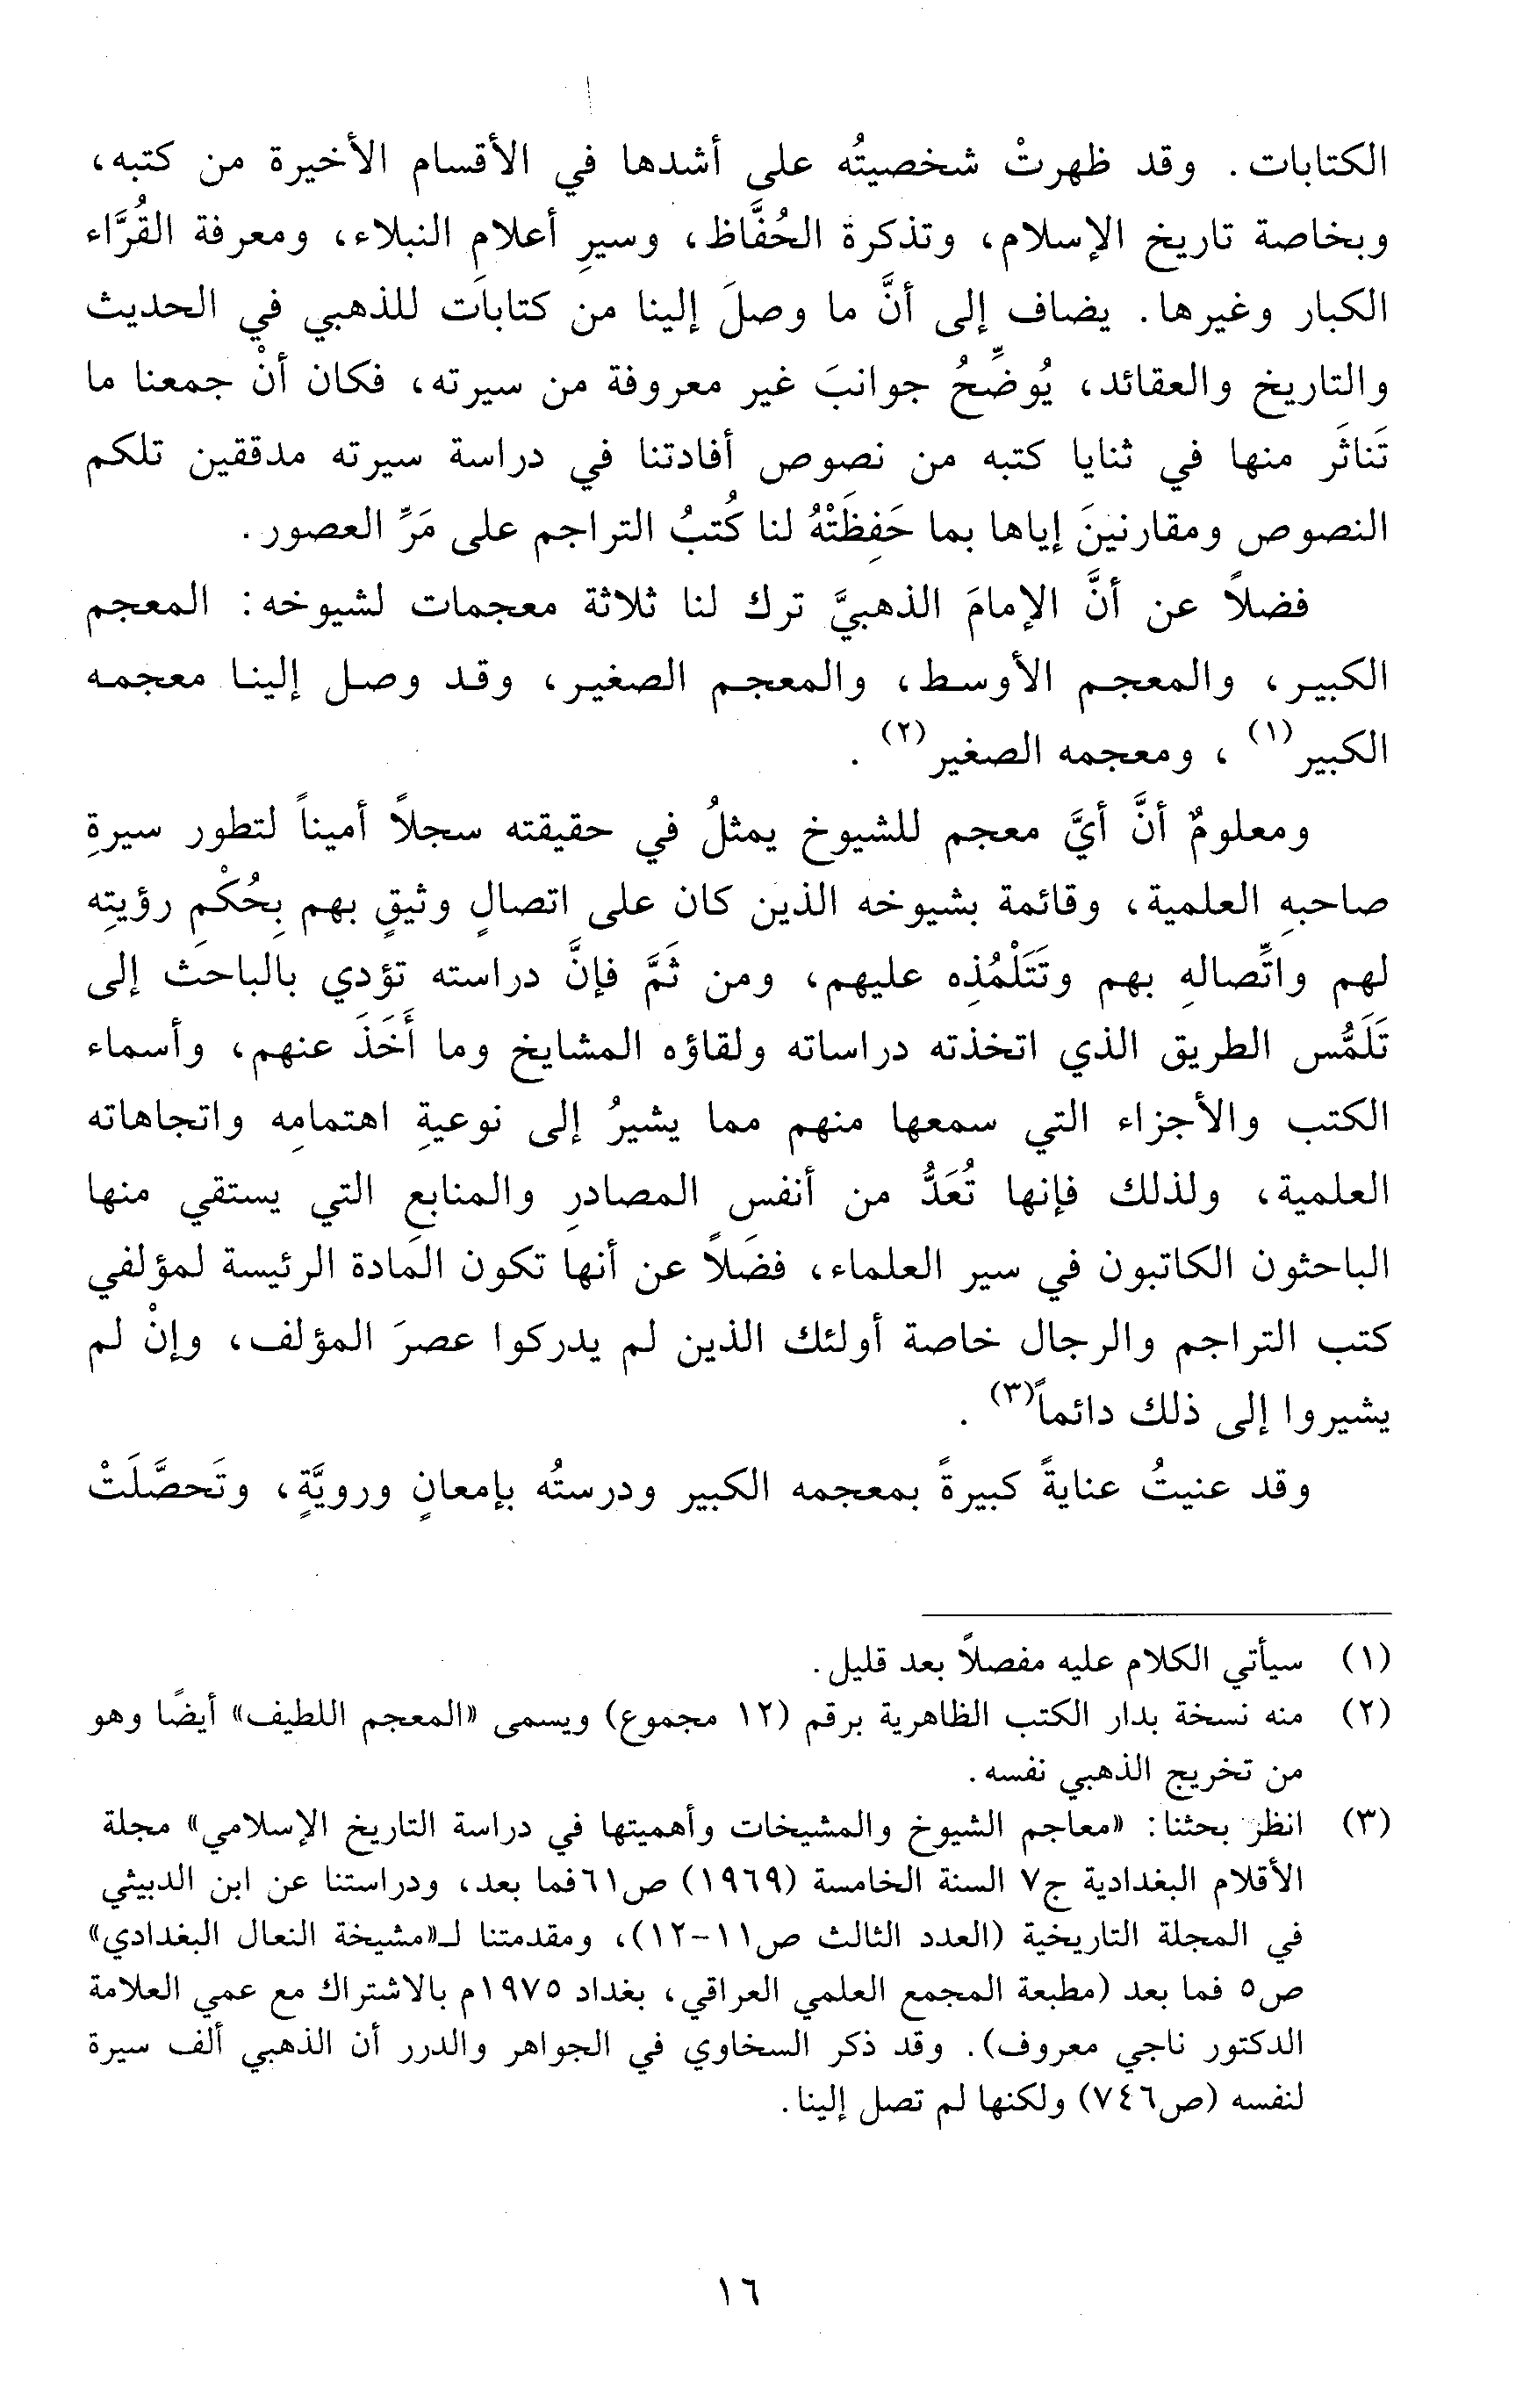 الكتابات. وقد ظهرتْ شخصيتُه على أشدها في الأقسام الأخيرة من كتبه،
وبخاصة تاريخ الإسلام، وتذكرة الحُفَّاظ، وسيرِ أعلام النبلاء، ومعرفة القُرَّاء
الكبار وغيرها. يضاف إلى أنَّ ما وصلَ إلينا من كتابات للذهبي في الحديث
والتاريخ والعقائد، يُوضِّحُ جوانبَ غير معروفة من سيرته، فكان أنْ جمعنا ما
تَناثَر منها في ثنايا كتبه من نصوص أفادتنا في دراسة سيرته مدققين تلكم
النصوص ومقارنينَ إياها بما حَفِظَتْهُ لنا كُتبُ التراجم على مَرِّ العصور.
فضلاً عن أنَّ الإمامَ الذهبيَّ ترك لنا ثلاثة معجمات لشيوخه: المعجم
الكبير، والمعجم الأوسط، والمعجم الصغير، وقد وصل إلينا معجمه
الكبير(١)، ومعجمه الصغير(٢).
ومعلومٌ أنَّ أيَّ معجم للشيوخ يمثلُ في حقيقته سجلاً أميناً لتطور سيرةِ
صاحبهِ العلمية، وقائمة بشيوخه الذين كان على اتصالٍ وثيقٍ بهم بِحُكْمِ رؤيتِه
لهم واتِّصالهِ بهم وتَتَلْمُذِه عليهم، ومن ثَمَّ فإنَّ دراسته تؤدي بالباحث إلى
تَلَمُّس الطريق الذي اتخذته دراساته ولقاؤه المشايخ وما أَخَذَ عنهم، وأسماء
الكتب والأجزاء التي سمعها منهم مما يشيرُ إلى نوعيةِ اهتمامِه واتجاهاته
العلمية، ولذلك فإنها تُعَدُّ من أنفس المصادرِ والمنابعِ التي يستقي منها
الباحثون الكاتبون في سير العلماء، فضَلاً عن أنها تكون المادة الرئيسة لمؤلفي
كتب التراجم والرجال خاصة أولئك الذين لم يدركوا عصرَ المؤلف، وإنْ لم
يشيروا إلى ذلك دائماً(٣).
وقد عنيتُ عنايةً كبيرةً بمعجمه الكبير ودرستُه بإمعانٍ ورويَّةٍ، وتَحصَّلَتْ
(١) سيأتي الكلام عليه مفصلاً بعد قليل.
(٢) منه نسخة بدار الكتب الظاهرية برقم (١٢ مجموع) ويسمى «المعجم اللطيف» أيضًا وهو
من تخريج الذهبي نفسه.
(٣) انظر بحثنا: «معاجم الشيوخ والمشيخات وأهميتها في دراسة التاريخ الإسلامي» مجلة
الأقلام البغدادية ج٧ السنة الخامسة (١٩٦٩) ص٦١فما بعد، ودراستنا عن ابن الدبيثي
في المجلة التاريخية (العدد الثالث ص١١-١٢)، ومقدمتنا لـ«مشيخة النعال البغدادي»
ص٥ فما بعد (مطبعة المجمع العلمي العراقي، بغداد ١٩٧٥م بالاشتراك مع عمي العلامة
الدكتور ناجي معروف). وقد ذكر السخاوي في الجواهر والدرر أن الذهبي ألف سيرة
لنفسه (ص٧٤٦) ولكنها لم تصل إلينا.
١٦